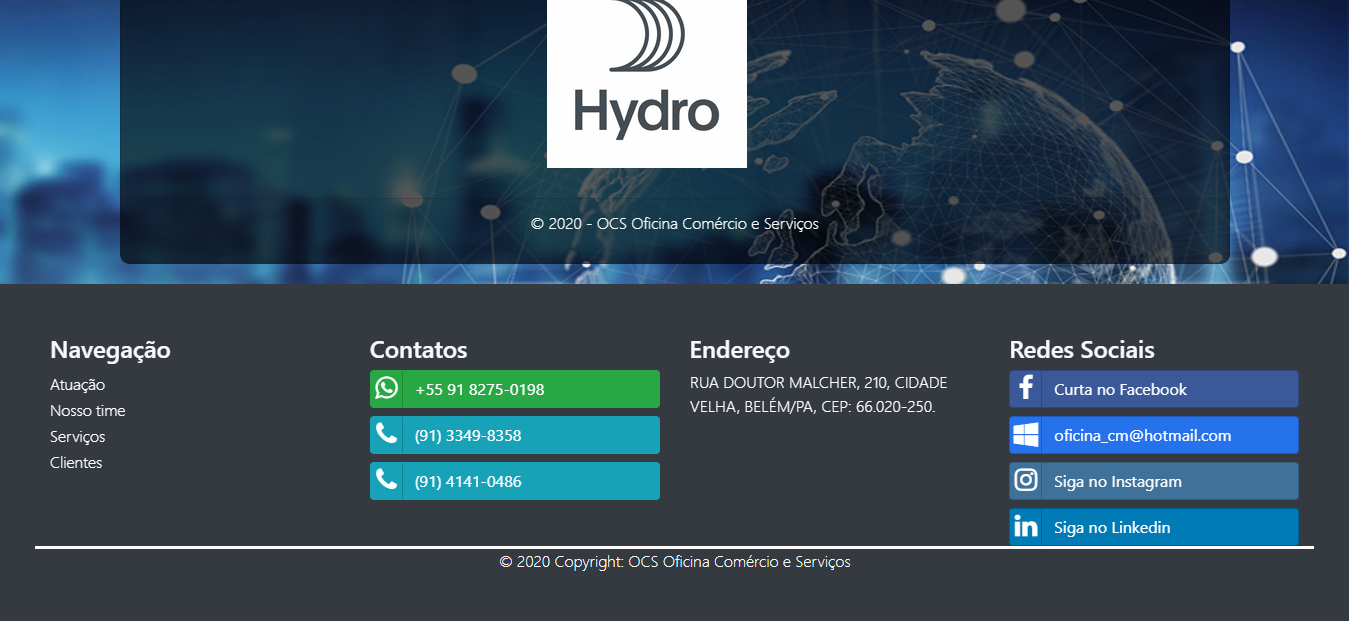 Hydro
© 2020 - OCS Oficina Comércio e Serviços
Navegação
Atuação
Nosso time
Serviços
Clientes
Contatos
+55 91 8275-0198
(91) 3349-8358
(91) 4141-0486
Endereço
RUA DOUTOR MALCHER, 210, CIDADE
VELHA, BELÉM/PA, CEP: 66.020-250.
Redes Sociais
Curta no Facebook
oficina_cm@hotmail.com
Siga no Instagram
Siga no Linkedin
© 2020 Copyright: OCS Oficina Comércio e Serviços